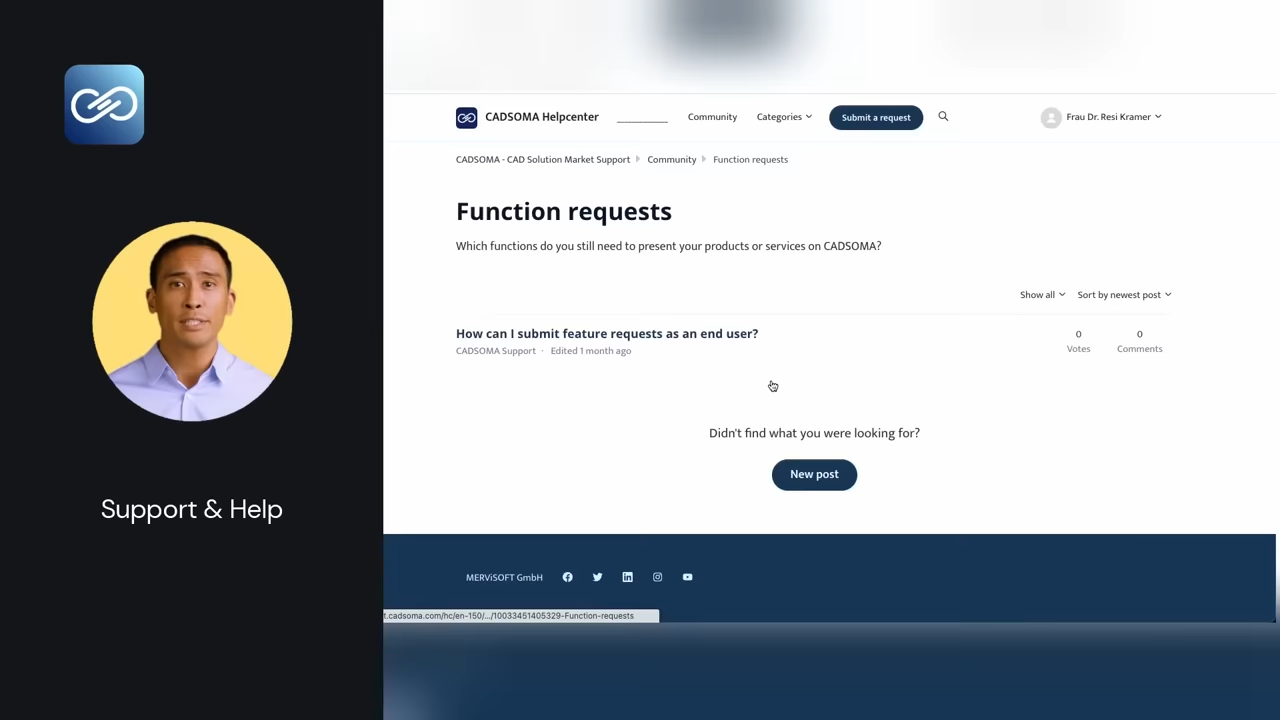 Support & Help
CADSOMA Helpcenter
Community
Categories
Submit a request
Frau Dr. Resi Kramer
CADSOMA - CAD Solution Market Support
Community
Function requests
Function requests
Which functions do you still need to present your products or services on CADSOMA?
Show all
Sort by newest post
How can I submit feature requests as an end user?
CADSOMA Support · Edited 1 month ago
0
Votes
0
Comments
Didn't find what you were looking for?
New post
MERViSOFT GmbH
t.cadsoma.com/hc/en-150/.../10033451405329-Function-requests